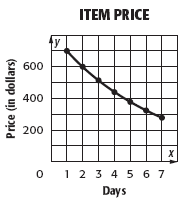 ITEM PRICE
y
Price (in dollars)
600
400
200
x
0 1 2 3 4 5 6 7
Days